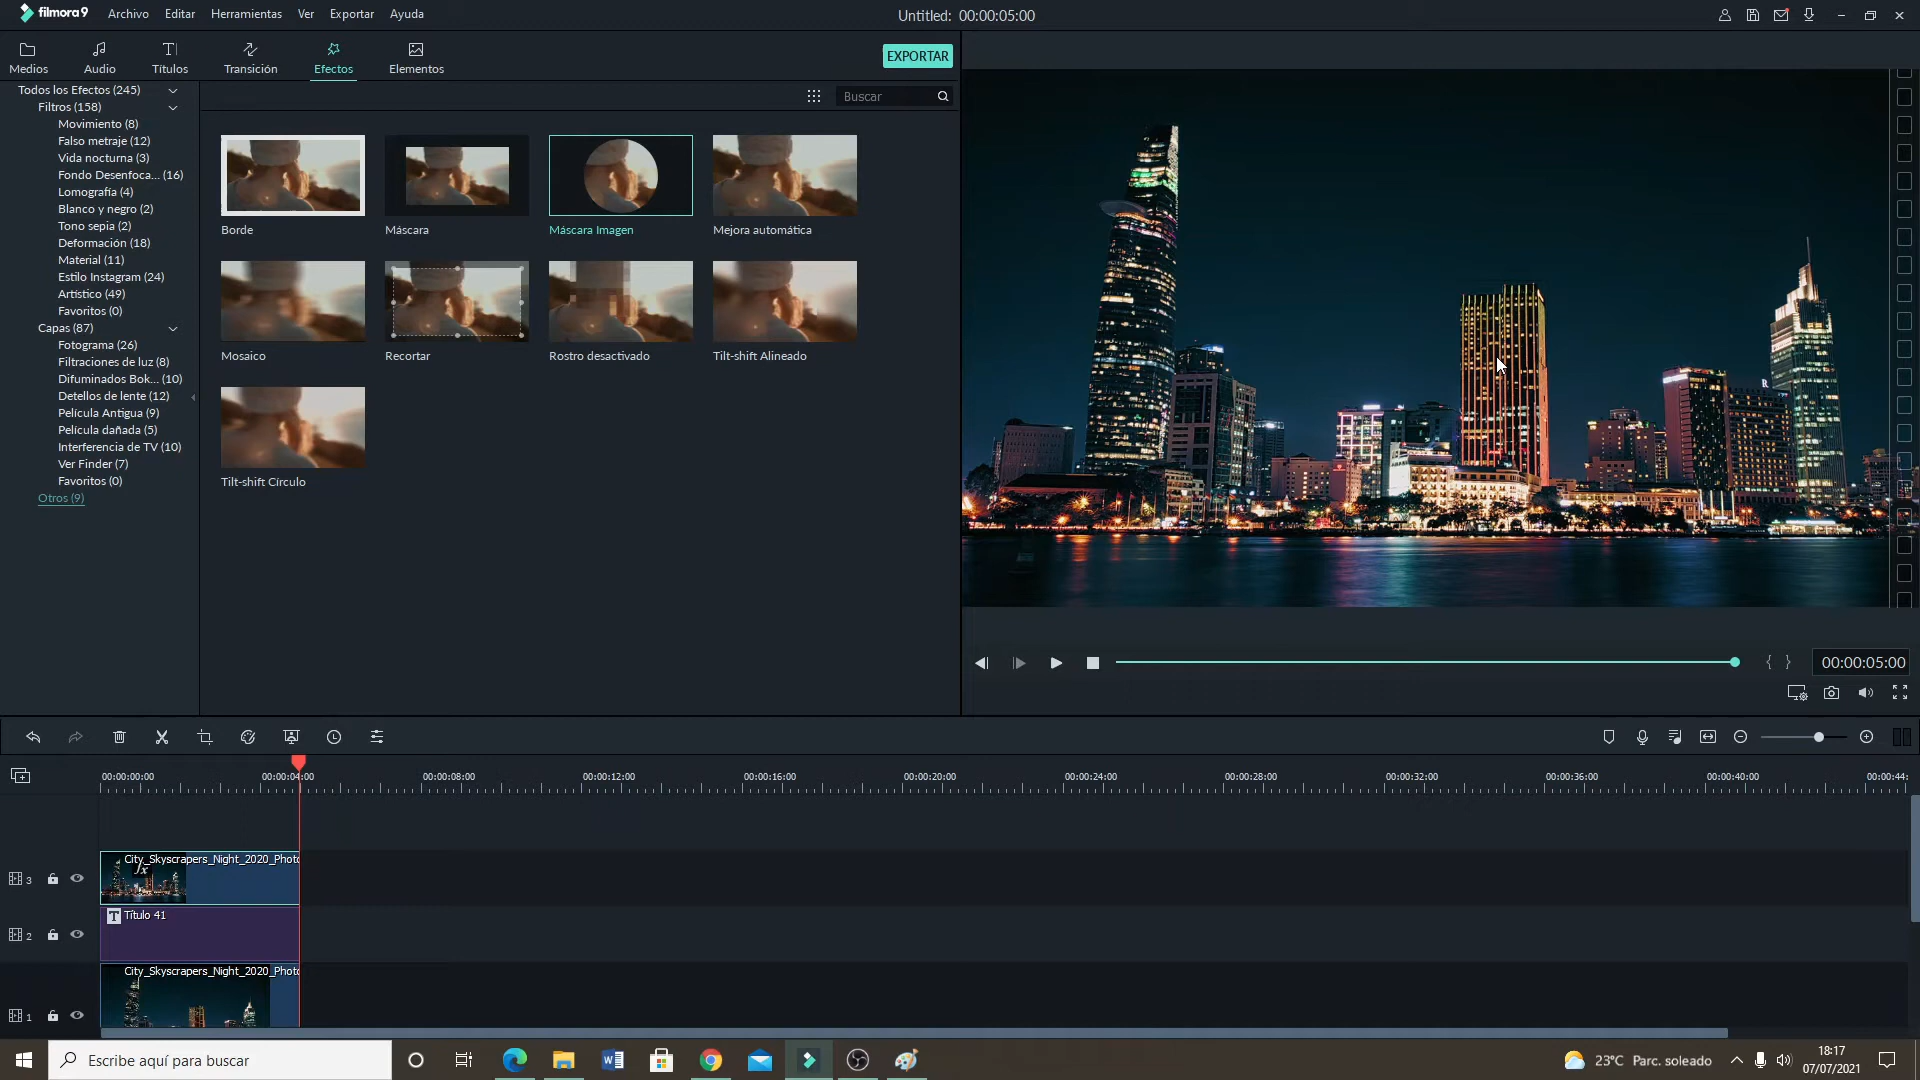 filmora9 Archivo Editar Herramientas Ver Exportar Ayuda
Untitled: 00:00:05:00
Medios Audio Títulos Transición Efectos Elementos
EXPORTAR
Buscar
Todos los Efectos (245)
Filtros (158)
Movimiento (8)
Falso metraje (12)
Vida nocturna (3)
Fondo Desenfoca... (16)
Lomografía (4)
Blanco y negro (2)
Tono sepia (2)
Deformación (18)
Material (11)
Estilo Instagram (24)
Artístico (49)
Favoritos (0)
Capas (87)
Fotograma (26)
Filtraciones de luz (8)
Difuminados Bok... (10)
Detellos de lente (12)
Película Antigua (9)
Película dañada (5)
Interferencia de TV (10)
Ver Finder (7)
Favoritos (0)
Otros (9)
Borde Máscara Máscara Imagen Mejora automática
Mosaico Recortar Rostro desactivado Tilt-shift Alineado
Tilt-shift Círculo
R
{ } 00:00:05:00
00:00:00:00 00:00:04:00 00:00:08:00 00:00:12:00 00:00:16:00 00:00:20:00 00:00:24:00 00:00:28:00 00:00:32:00 00:00:36:00 00:00:40:00 00:00:44:
City_Skyscrapers_Night_2020_Phot
fx
3
T Título 41
2
City_Skyscrapers_Night_2020_Phot
1
Escribe aquí para buscar
23°C Parc. soleado
18:17
07/07/2021